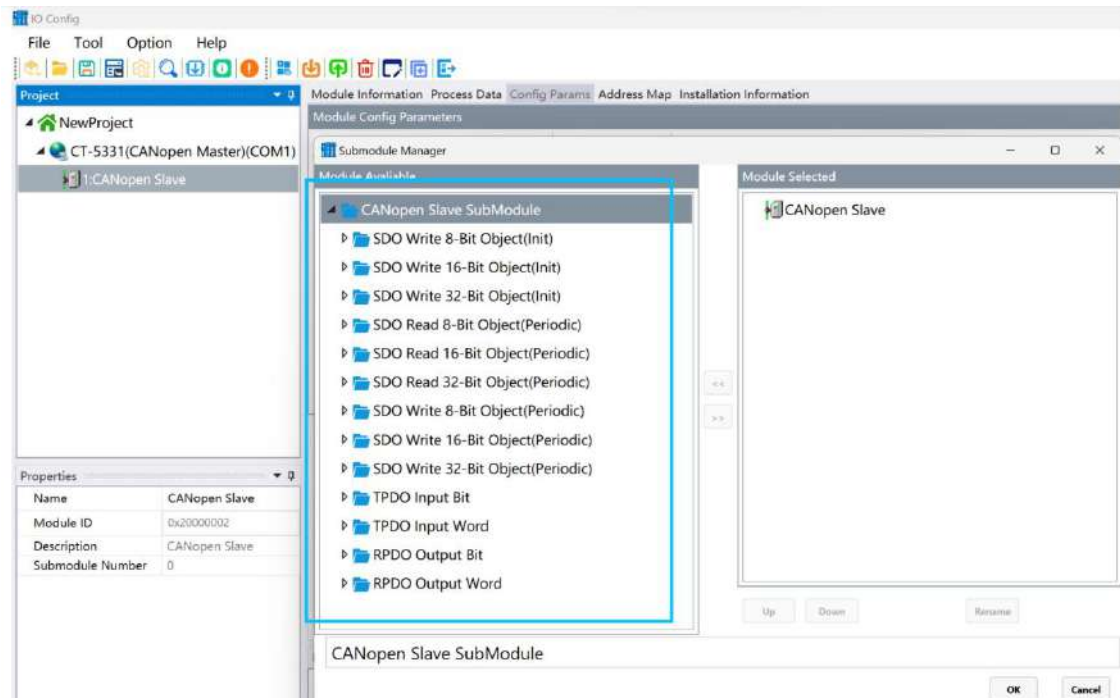 IO Config
File Tool Option Help
Project
Module Information Process Data Config Params Address Map Installation Information
NewProject
Module Config Parameters
CT-5331(CANopen Master)(COM1)
1:CANopen Slave
Submodule Manager
Module Available
Module Selected
CANopen Slave SubModule
CANopen Slave
SDO Write 8-Bit Object(Init)
SDO Write 16-Bit Object(Init)
SDO Write 32-Bit Object(Init)
SDO Read 8-Bit Object(Periodic)
SDO Read 16-Bit Object(Periodic)
SDO Read 32-Bit Object(Periodic)
<<
SDO Write 8-Bit Object(Periodic)
>>
SDO Write 16-Bit Object(Periodic)
SDO Write 32-Bit Object(Periodic)
TPDO Input Bit
TPDO Input Word
RPDO Output Bit
RPDO Output Word
Properties
Name CANopen Slave
Module ID 0x20000002
Description CANopen Slave
Submodule Number 0
Up Down Rename
CANopen Slave SubModule
OK Cancel